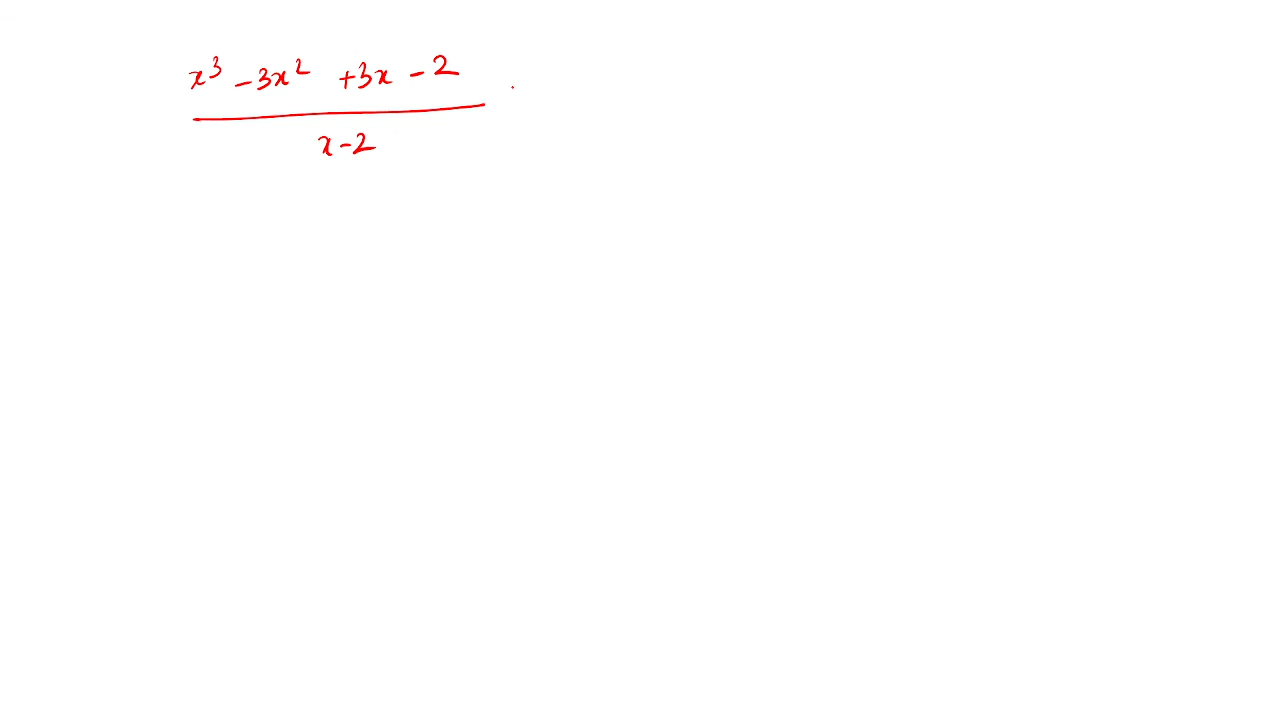 x³ - 3x² + 3x - 2
x - 2